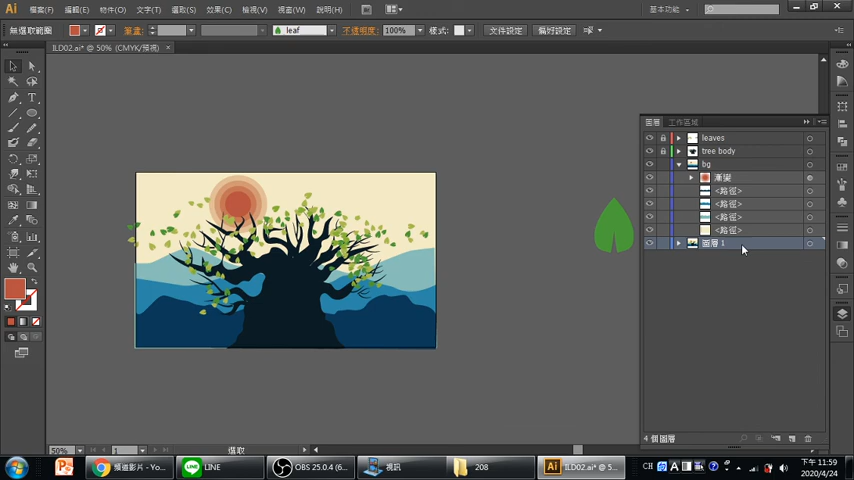 Ai 檔案(F) 編輯(E) 物件(O) 文字(T) 選取(S) 效果(C) 檢視(V) 視窗(W) 說明(H) Br 基本功能
無選取範圍 筆畫: leaf 不透明度: 100% 樣式: 文件設定 偏好設定
ILD02.ai* @ 50% (CMYK/預視) ×
圖層 工作區域
leaves
tree body
bg
漸變
<路徑>
<路徑>
<路徑>
<路徑>
圖層 1
4 個圖層
50% 1 選取
頻道影片 - Yo...
LINE
OBS 25.0.4 (6...
視訊
208
ILD02.ai* @ 5...
CH
下午 11:59
2020/4/24